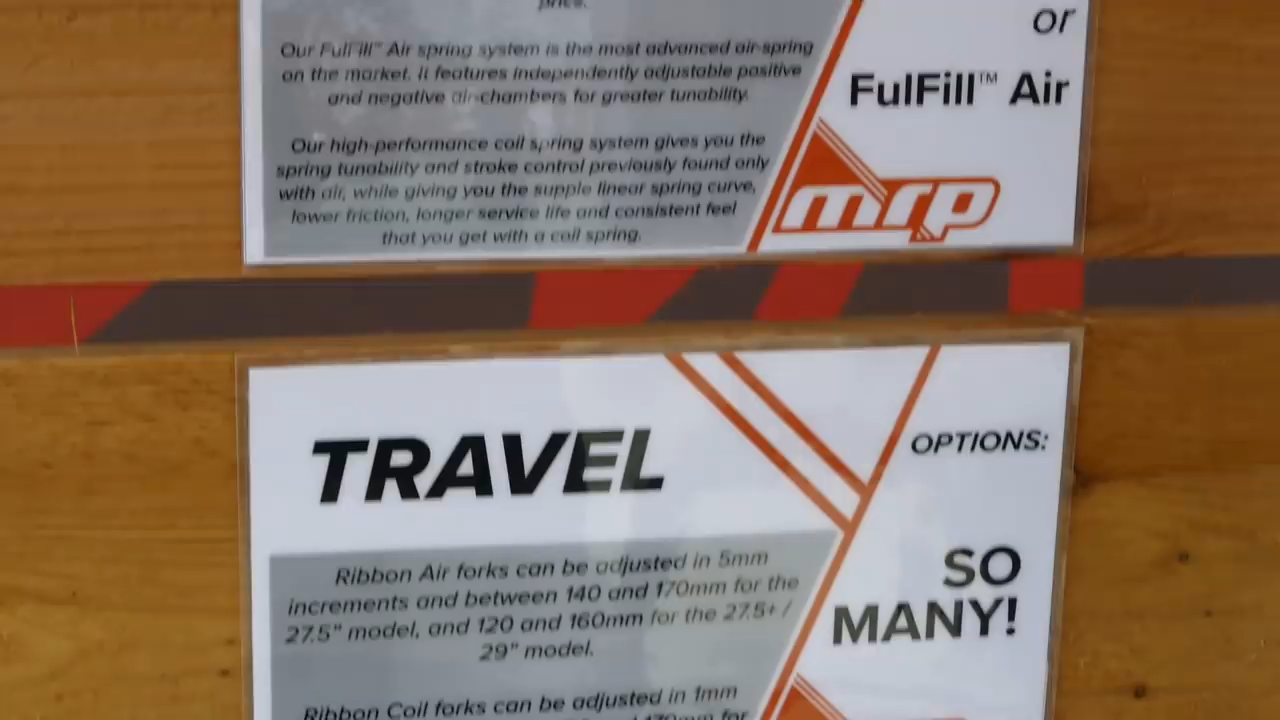 price.
Our FulFill™ Air spring system is the most advanced air-spring
on the market. It features independently adjustable positive
and negative air-chambers for greater tunability.
Our high-performance coil spring system gives you the
spring tunability and stroke control previously found only
with air, while giving you the supple linear spring curve,
lower friction, longer service life and consistent feel
that you get with a coil spring.
or
FulFill™ Air
mrp
TRAVEL
Ribbon Air forks can be adjusted in 5mm
increments and between 140 and 170mm for the
27.5" model, and 120 and 160mm for the 27.5+ /
29" model.
Ribbon Coil forks can be adjusted in 1mm
170mm for
OPTIONS:
SO
MANY!